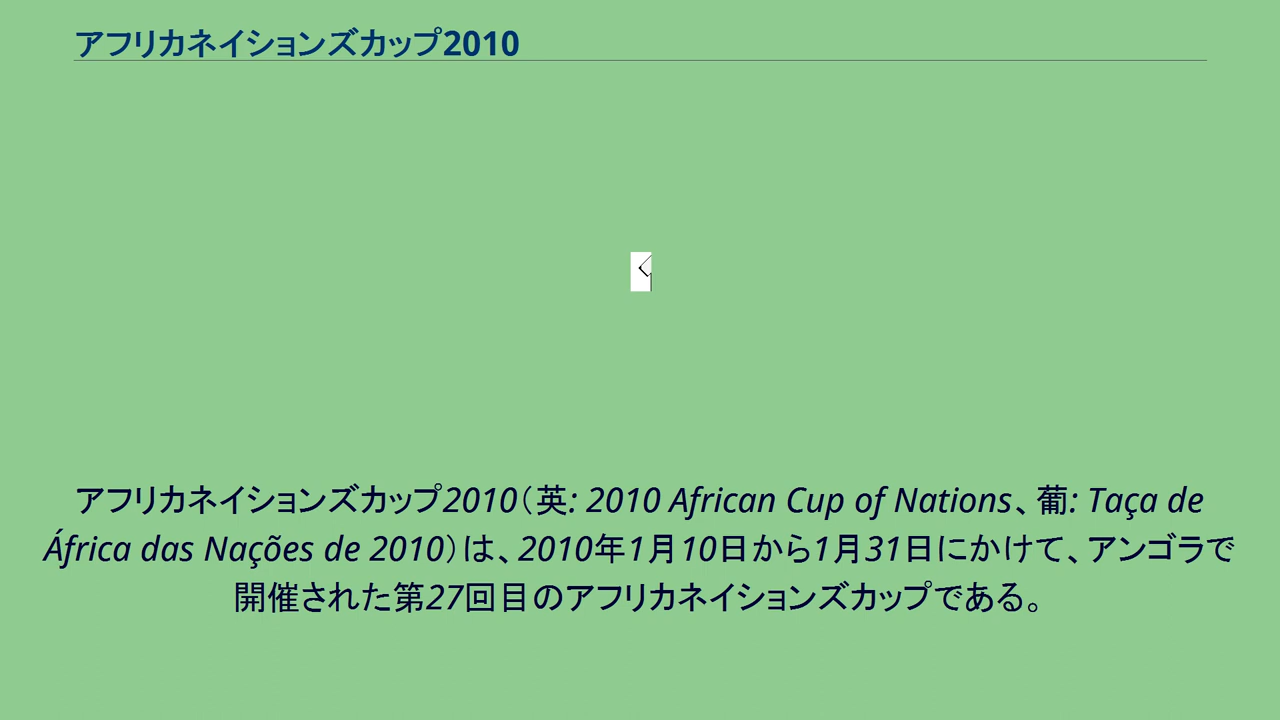 アフリカネイションズカップ2010
アフリカネイションズカップ2010（英: 2010 African Cup of Nations、葡: Taça de
África das Nações de 2010）は、2010年1月10日から1月31日にかけて、アンゴラで
開催された第27回目のアフリカネイションズカップである。